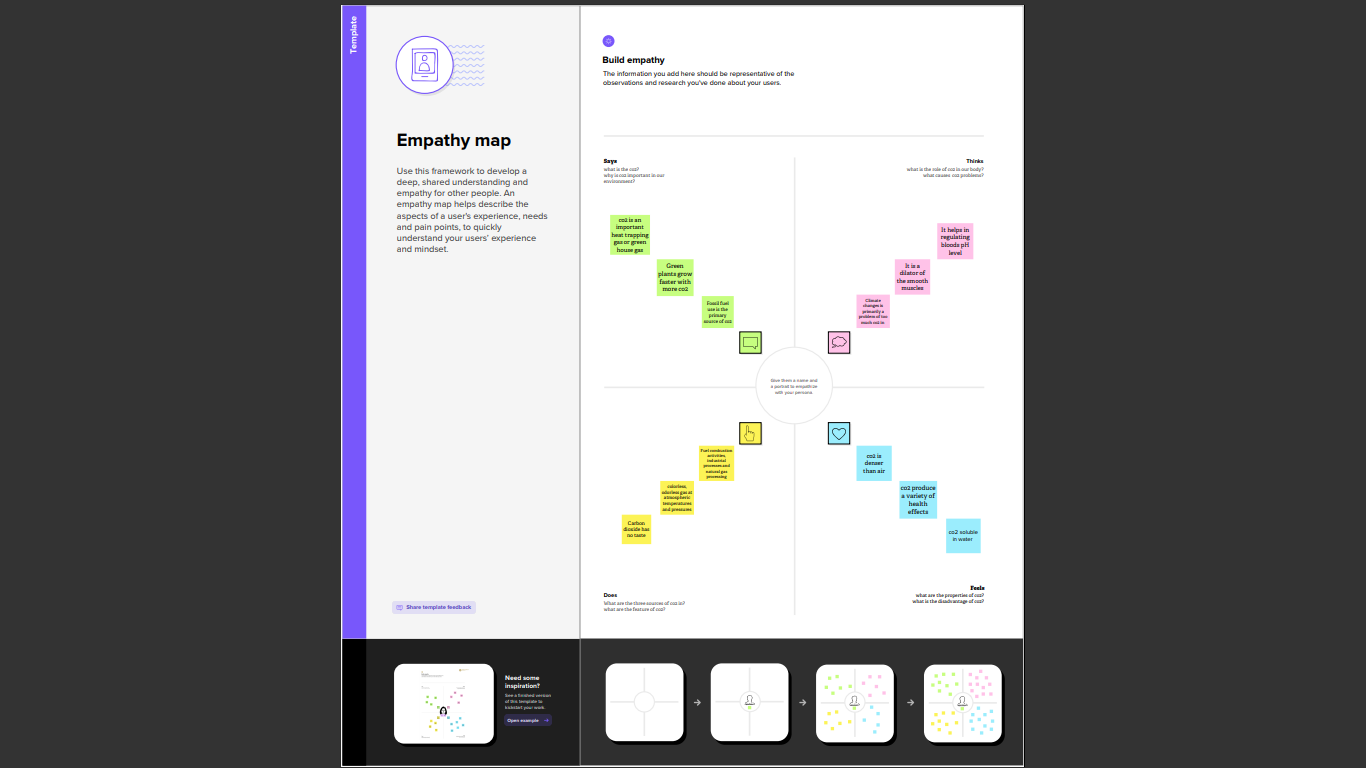 Template
Empathy map
Use this framework to develop a
deep, shared understanding and
empathy for other people. An
empathy map helps describe the
aspects of a user's experience, needs
and pain points, to quickly
understand your users' experience
and mindset.
Share template feedback
Build empathy
The information you add here should be representative of the
observations and research you've done about your users.
Says
what is the co2?
why is co2 important in our
environment?
Thinks
what is the role of co2 in our body?
what causes co2 problems?
co2 is an
important
heat trapping
gas or green
house gas
Green
plants grow
faster with
more co2
Fossil fuel
use is the
primary
source of co2
It helps in
regulating
bloods pH
level
It is a
dilator of
the smooth
muscles
Climate
changes is
primarily a
problem of too
much co2 in
Give them a name and
a portrait to empathize
with your persona
Fuel combustion
activities,
industrial
processes and
natural gas
processing
colorless,
odorless gas at
atmospheric
temperatures
and pressures
Carbon
dioxide has
no taste
co2 is
denser
than air
co2 produce
a variety of
health
effects
co2 soluble
in water
Does
What are the three sources of co2 in?
what are the feature of co2?
Feels
what are the properties of co2?
what is the disadvantage of co2?
Need some
inspiration?
See a finished version
of this template to
kickstart your work.
Open example